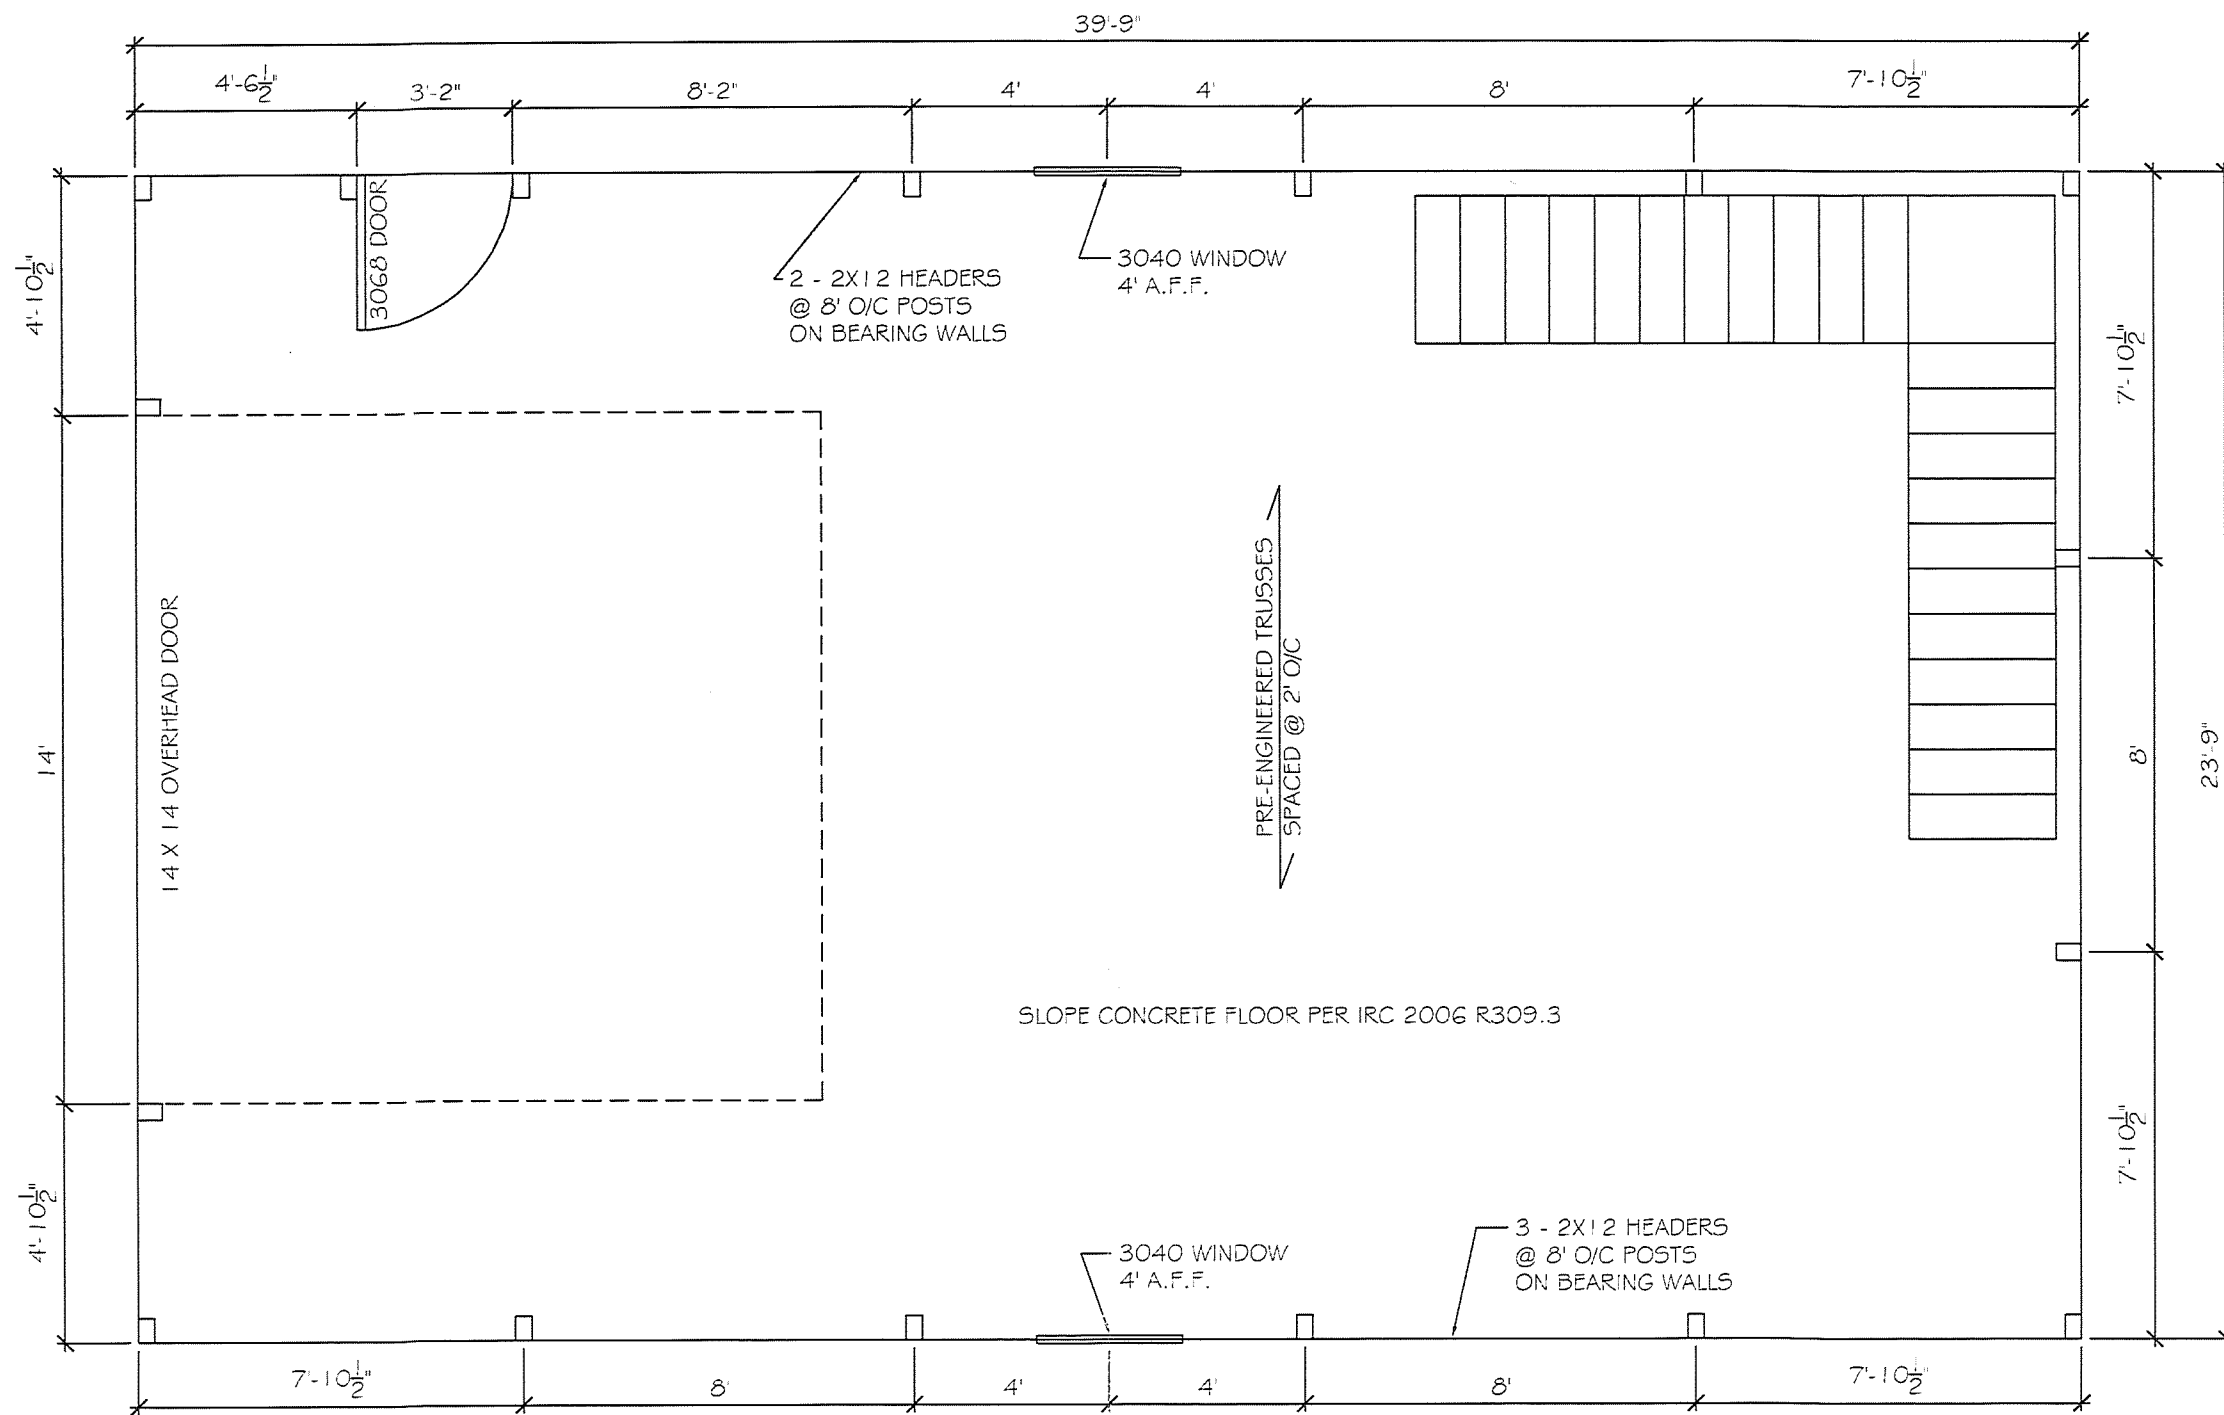 39'-9"
4'-6½"
3'-2"
8'-2"
4'
4'
8'
7'-10½"
3068 DOOR
2 - 2X12 HEADERS
@ 8' O/C POSTS
ON BEARING WALLS
3040 WINDOW
4' A.F.F.
4'-10½"
14'
4'-10½"
14 X 14 OVERHEAD DOOR
PRE-ENGINEERED TRUSSES
SPACED @ 2' O/C
7'-10½"
8'
7'-10½"
23'-9"
SLOPE CONCRETE FLOOR PER IRC 2006 R309.3
3040 WINDOW
4' A.F.F.
3 - 2X12 HEADERS
@ 8' O/C POSTS
ON BEARING WALLS
7'-10½"
8'
4'
4'
8'
7'-10½"